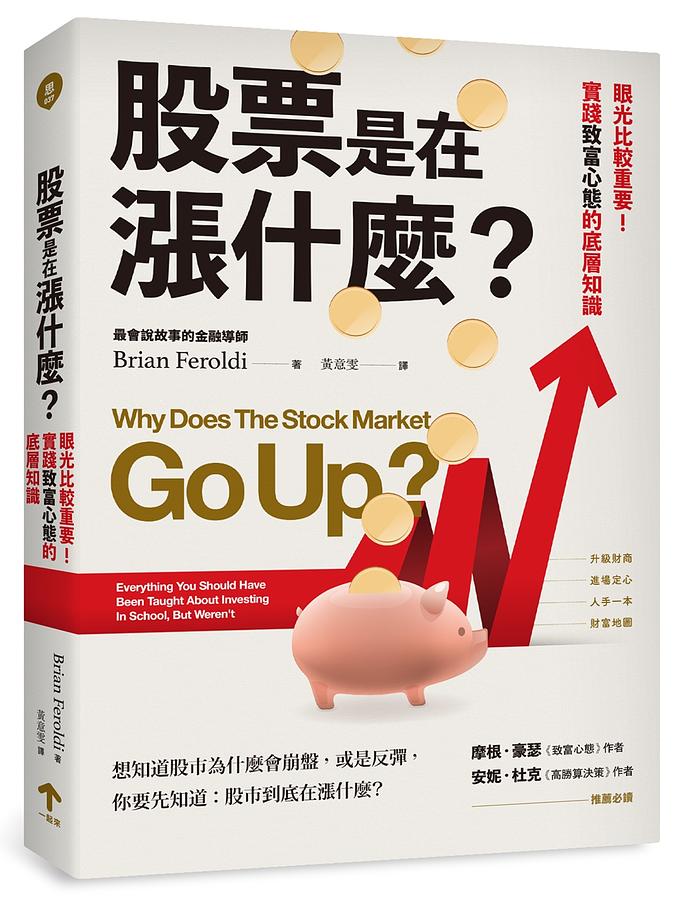 股票是在
漲什麼？
眼光比較重要！
實踐致富心態的底層知識
最會說故事的金融導師
Brian Feroldi 著 黃意雯 譯
Why Does The Stock Market
Go Up?
Everything You Should Have
Been Taught About Investing
In School, But Weren't
升級財商
進場定心
人手一本
財富地圖
想知道股市為什麼會崩盤，或是反彈，
你要先知道：股市到底在漲什麼？
摩根·豪瑟《致富心態》作者
安妮·杜克《高勝算決策》作者
推薦必讀
思
037
股票是在漲什麼？
眼光比較重要！
實踐致富心態的
底層知識
Brian Feroldi 著
黃意雯 譯
一起來